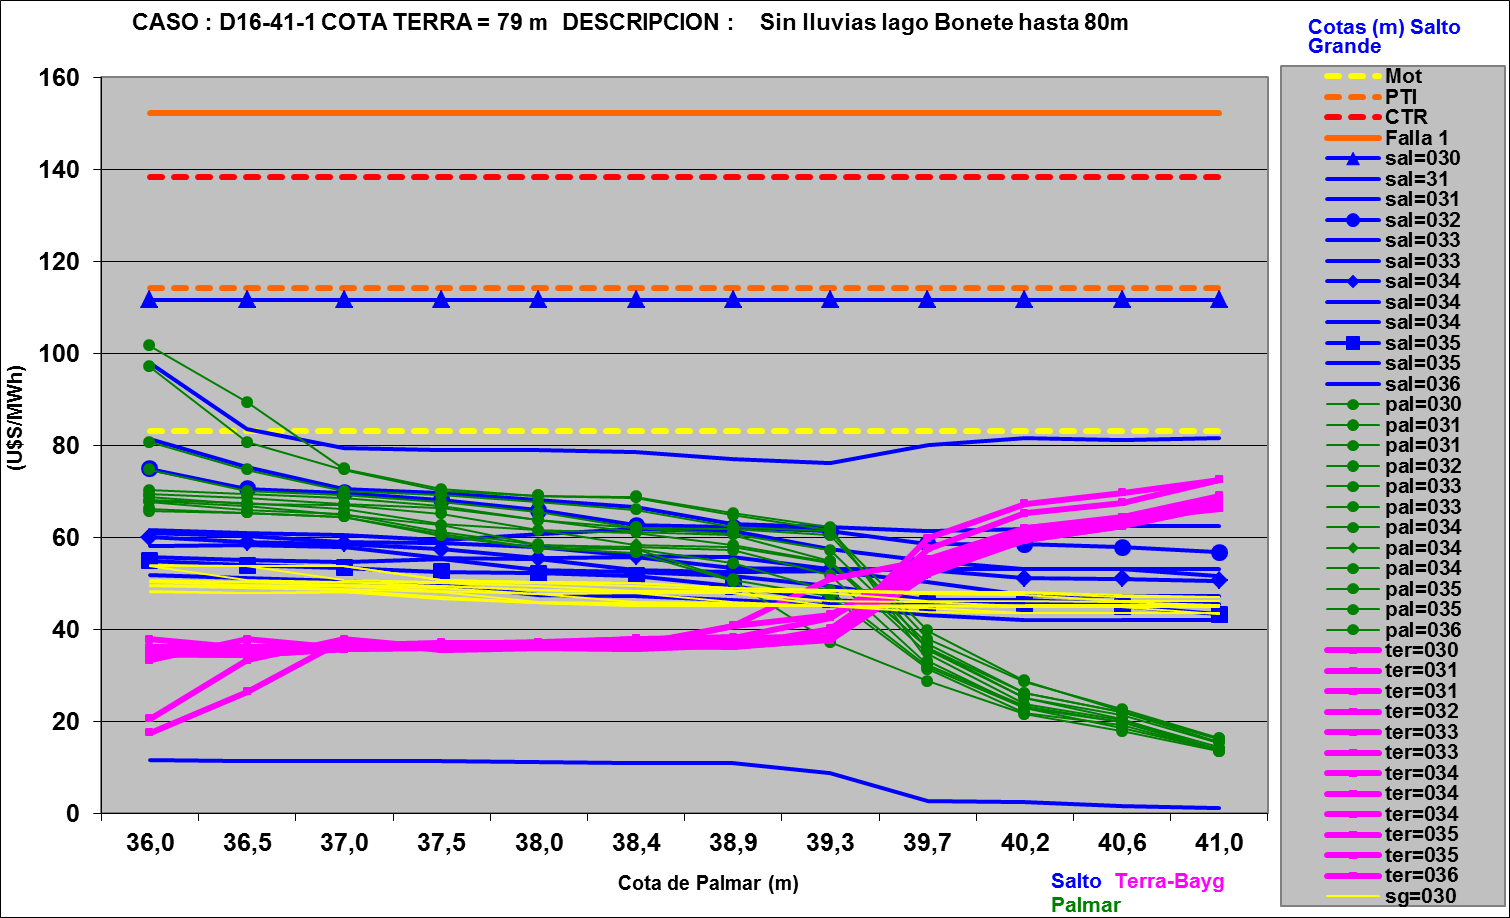 CASO : D16-41-1 COTA TERRA = 79 m DESCRIPCION : Sin lluvias lago Bonete hasta 80m
Cotas (m) Salto
Grande
(U$S/MWh)
160
140
120
100
80
60
40
20
0
36,0 36,5 37,0 37,5 38,0 38,4 38,9 39,3 39,7 40,2 40,6 41,0
Cota de Palmar (m)
Salto Terra-Bayg
Palmar
Mot
PTI
CTR
Falla 1
sal=030
sal=31
sal=031
sal=032
sal=033
sal=033
sal=034
sal=034
sal=034
sal=035
sal=035
sal=036
pal=030
pal=031
pal=031
pal=032
pal=033
pal=033
pal=034
pal=034
pal=034
pal=035
pal=035
pal=036
ter=030
ter=031
ter=031
ter=032
ter=033
ter=033
ter=034
ter=034
ter=034
ter=035
ter=035
ter=036
sg=030